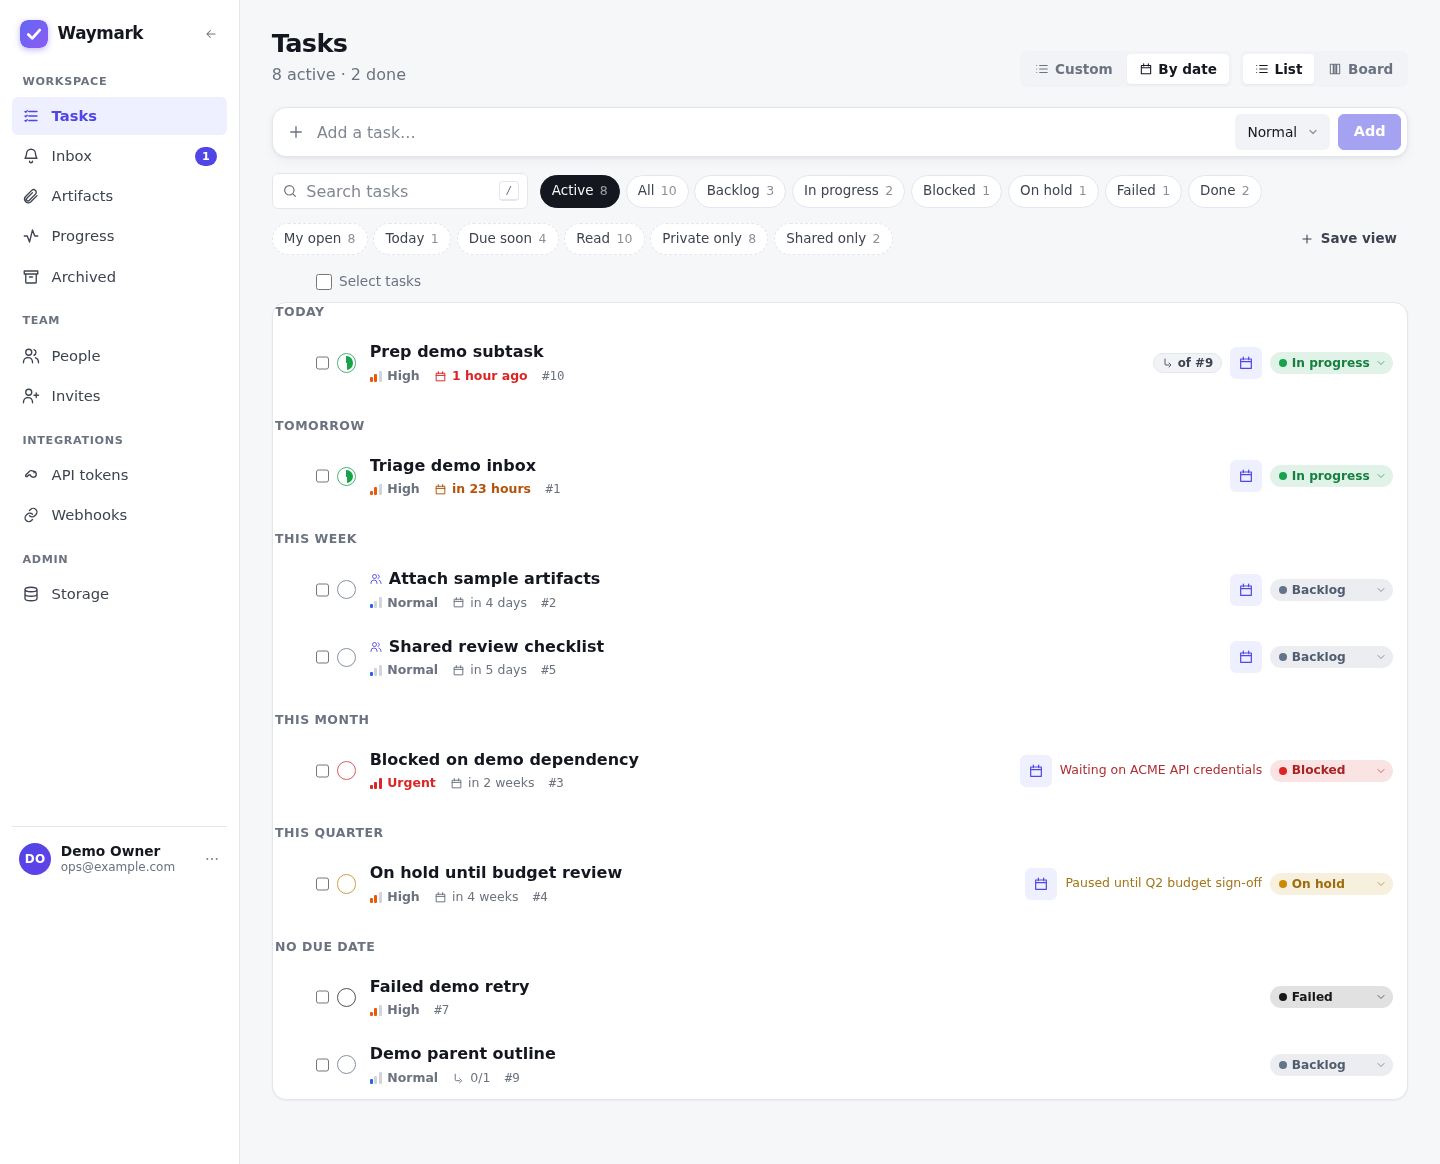 Waymark
WORKSPACE
Tasks
Inbox 1
Artifacts
Progress
Archived
TEAM
People
Invites
INTEGRATIONS
API tokens
Webhooks
ADMIN
Storage
DO
Demo Owner
ops@example.com
Tasks
8 active · 2 done
Custom By date List Board
Add a task… Normal Add
Search tasks / Active 8 All 10 Backlog 3 In progress 2 Blocked 1 On hold 1 Failed 1 Done 2
My open 8 Today 1 Due soon 4 Read 10 Private only 8 Shared only 2 Save view
Select tasks
TODAY
Prep demo subtask
High 1 hour ago #10
of #9 In progress
TOMORROW
Triage demo inbox
High in 23 hours #1
In progress
THIS WEEK
Attach sample artifacts
Normal in 4 days #2
Backlog
Shared review checklist
Normal in 5 days #5
Backlog
THIS MONTH
Blocked on demo dependency
Urgent in 2 weeks #3
Waiting on ACME API credentials Blocked
THIS QUARTER
On hold until budget review
High in 4 weeks #4
Paused until Q2 budget sign-off On hold
NO DUE DATE
Failed demo retry
High #7
Failed
Demo parent outline
Normal 0/1 #9
Backlog